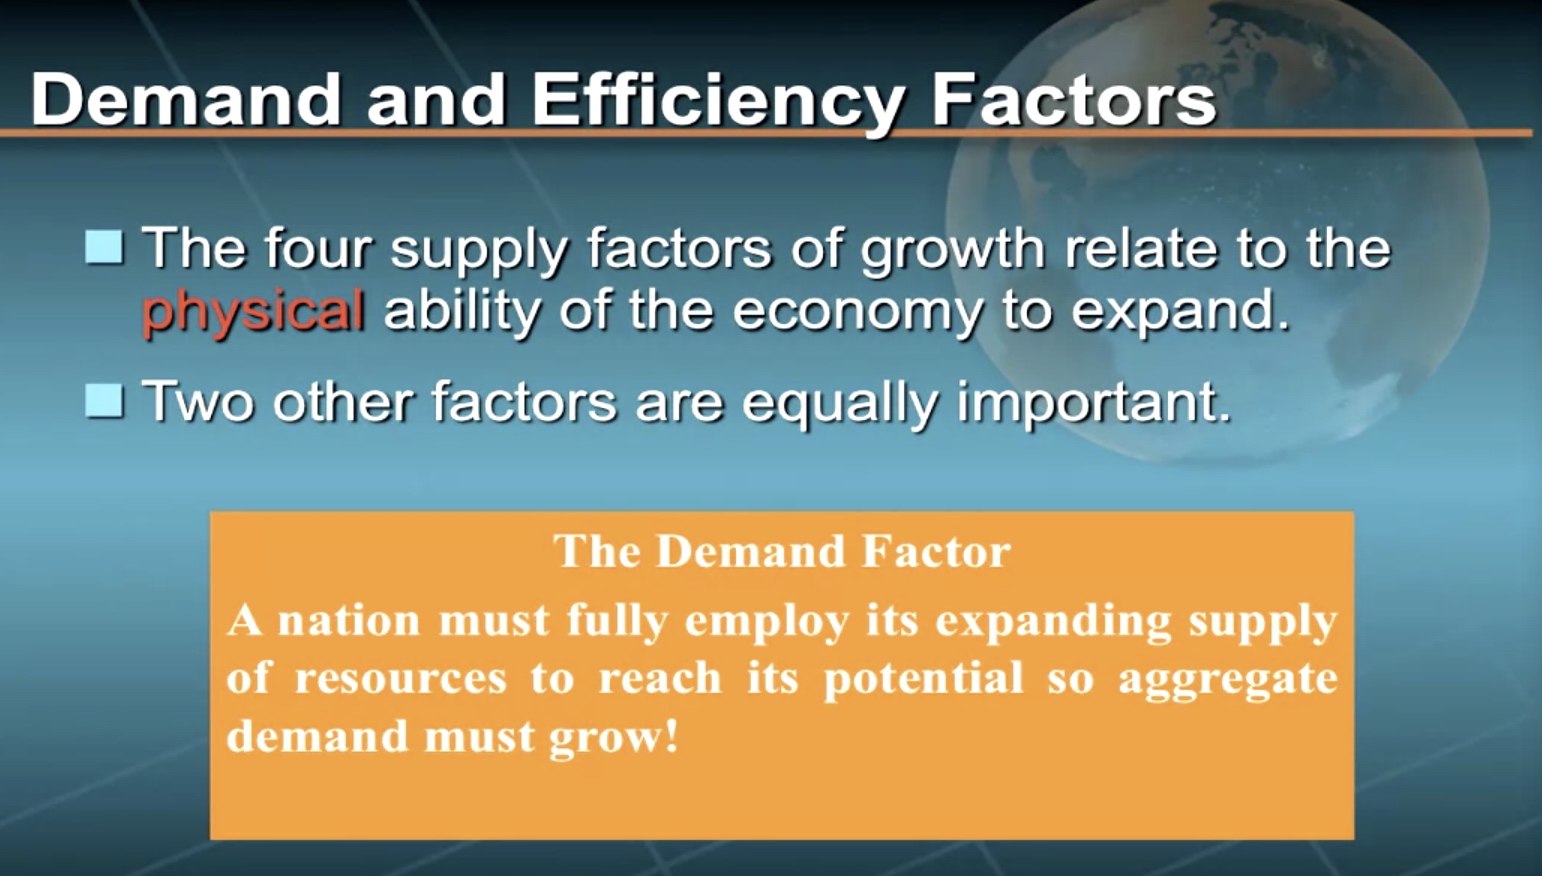 Demand and Efficiency Factors
The four supply factors of growth relate to the
physical ability of the economy to expand.
Two other factors are equally important.
The Demand Factor
A nation must fully employ its expanding supply
of resources to reach its potential so aggregate
demand must grow!